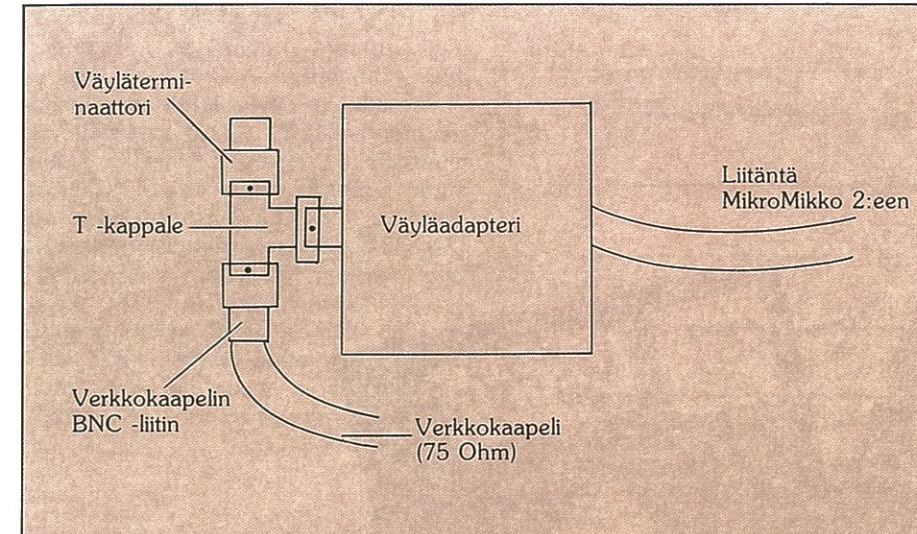 Väylätermi-
naattori
T -kappale
Väyläadapteri
Liitäntä
MikroMikko 2:een
Verkkokaapelin
BNC -liitin
Verkkokaapeli
(75 Ohm)